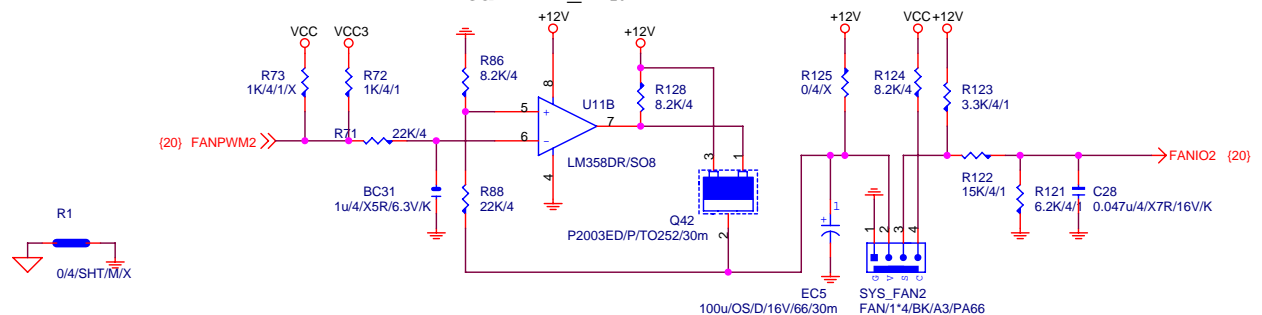 +12V
+12V
+12V
VCC +12V
VCC
VCC3
R73
1K/4/1/X
R72
1K/4/1
R86
8.2K/4
8
U11B
R128
8.2K/4
R125
0/4/X
R124
8.2K/4
R123
3.3K/4/1
5
+
6
−
7
{20} FANPWM2
R71
22K/4
LM358DR/SO8
4
3
1
FANIO2 {20}
R122
15K/4/1
BC31
1u/4/X5R/6.3V/K
R88
22K/4
R121
6.2K/4/1
C28
0.047u/4/X7R/16V/K
R1
0/4/SHT/M/X
Q42
P2003ED/P/TO252/30m
2
+
1
1
2
3
4
G
V
S
C
EC5
100u/OS/D/16V/66/30m
SYS_FAN2
FAN/1*4/BK/A3/PA66